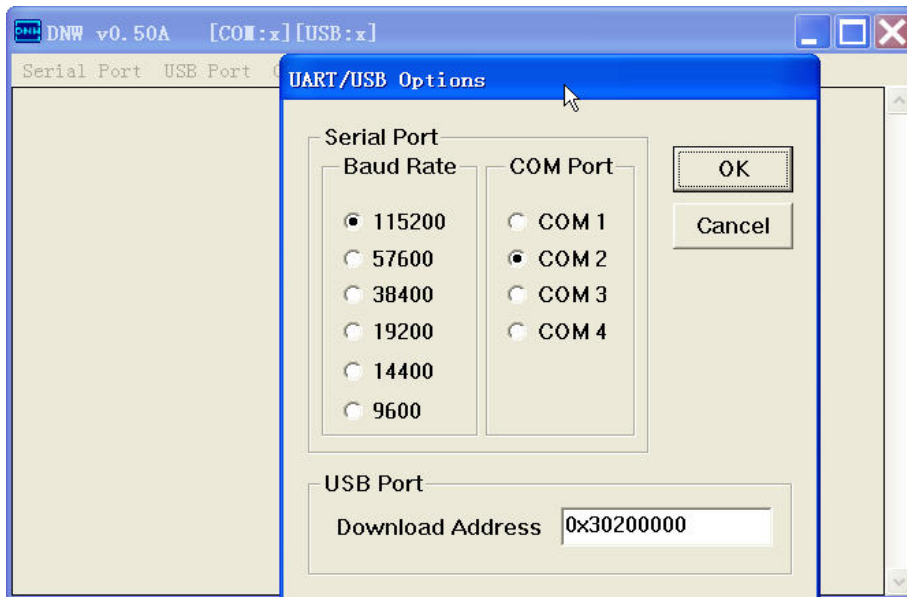 DNW v0.50A [COM:x][USB:x]
Serial Port USB Port
UART/USB Options
Serial Port
Baud Rate
COM Port
115200
57600
38400
19200
14400
9600
COM 1
COM 2
COM 3
COM 4
OK
Cancel
USB Port
Download Address 0x30200000